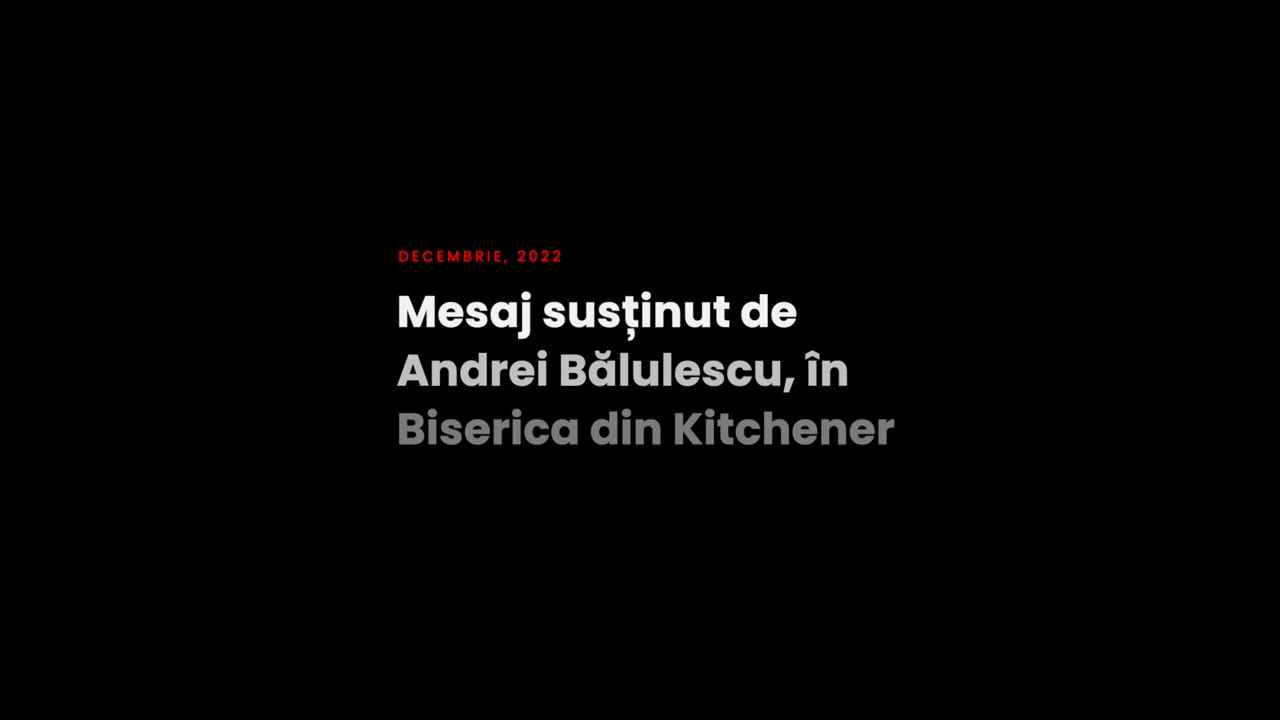 DECEMBRIE, 2022
Mesaj susținut de
Andrei Bălulescu, în
Biserica din Kitchener